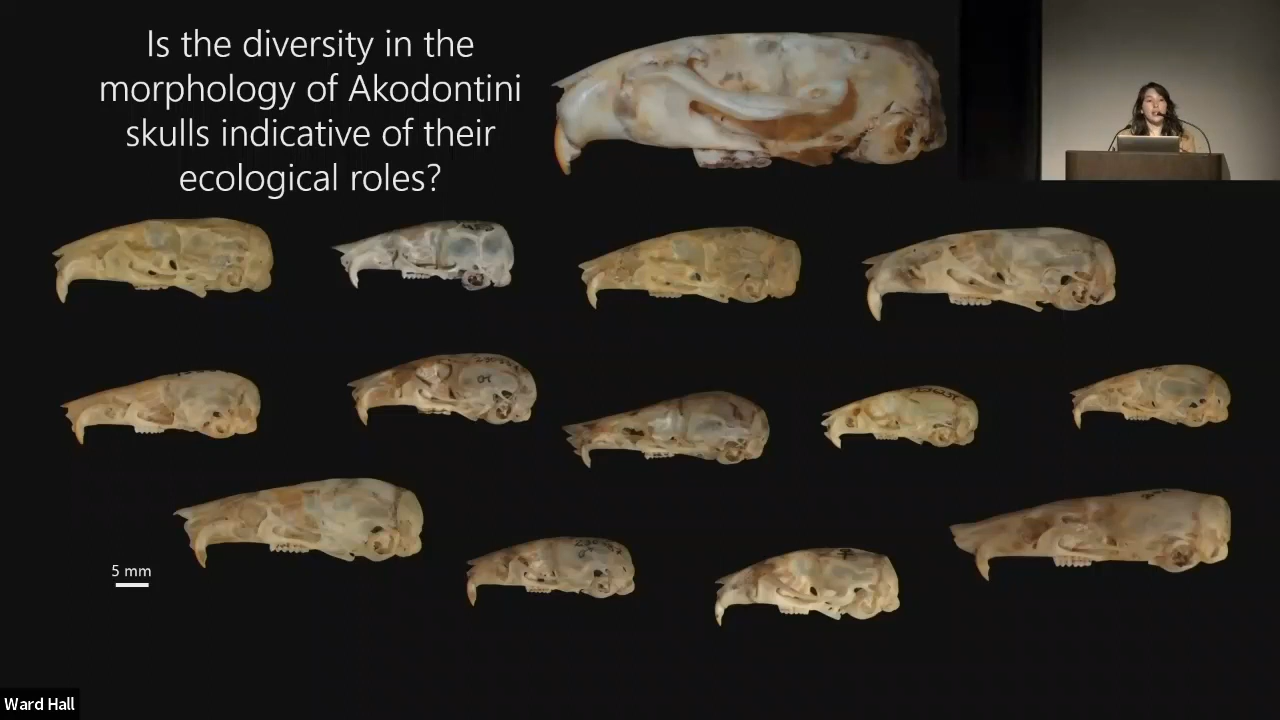 Is the diversity in the
morphology of Akodontini
skulls indicative of their
ecological roles?
5 mm
Ward Hall